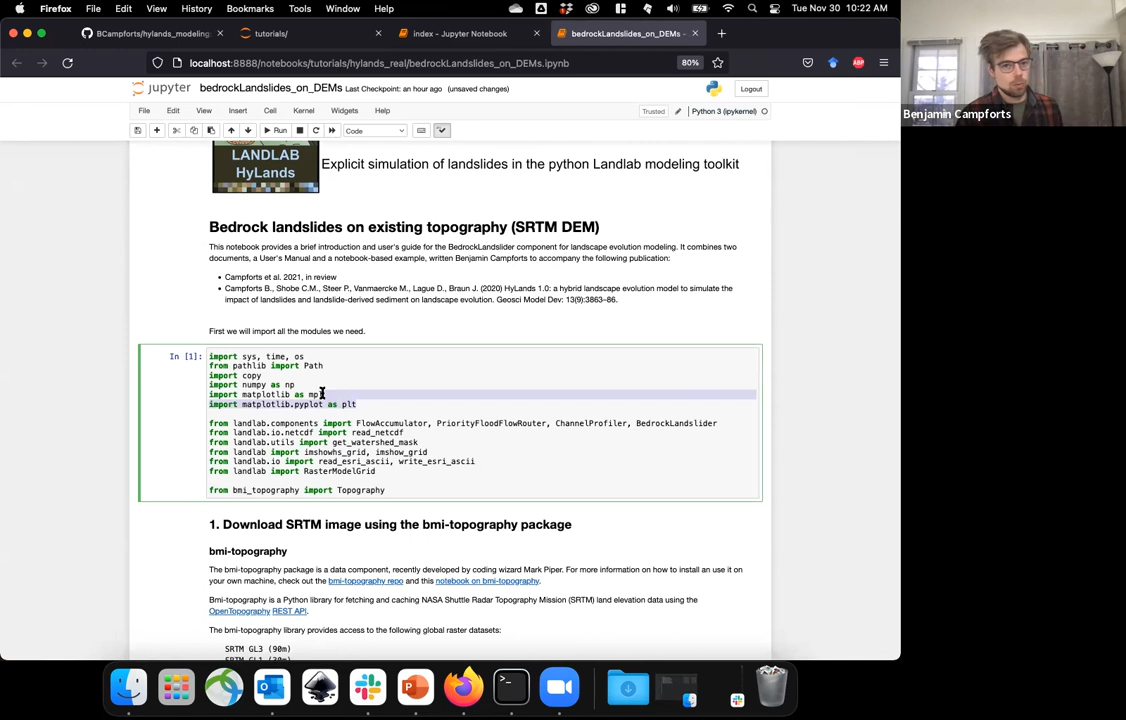 Firefox File Edit View History Bookmarks Tools Window Help Tue Nov 30 10:22 AM
BCampforts/hylands_modeling tutorials/ index - Jupyter Notebook bedrockLandslides_on_DEMs -
localhost:8888/notebooks/tutorials/hylands_real/bedrockLandslides_on_DEMs.ipynb 80% ABP
jupyter bedrockLandslides_on_DEMs Last Checkpoint: an hour ago (unsaved changes) Logout
File Edit View Insert Cell Kernel Widgets Help Trusted Python 3 (ipykernel)
Run Code
Benjamin Campforts
LANDLAB
HyLands
Explicit simulation of landslides in the python Landlab modeling toolkit
Bedrock landslides on existing topography (SRTM DEM)
This notebook provides a brief introduction and user's guide for the BedrockLandslider component for landscape evolution modeling. It combines two
documents, a User's Manual and a notebook-based example, written Benjamin Campforts to accompany the following publication:
• Campforts et al. 2021, in review
• Campforts B., Shobe C.M., Steer P., Vanmaercke M., Lague D., Braun J. (2020) HyLands 1.0: a hybrid landscape evolution model to simulate the
impact of landslides and landslide-derived sediment on landscape evolution. Geosci Model Dev: 13(9):3863–86.
First we will import all the modules we need.
In [1]: import sys, time, os
from pathlib import Path
import copy
import numpy as np
import matplotlib as mpl
import matplotlib.pyplot as plt
from landlab.components import FlowAccumulator, PriorityFloodFlowRouter, ChannelProfiler, BedrockLandslider
from landlab.io.netcdf import read_netcdf
from landlab.utils import get_watershed_mask
from landlab import imshowhs_grid, imshow_grid
from landlab.io import read_esri_ascii, write_esri_ascii
from landlab import RasterModelGrid
from bmi_topography import Topography
1. Download SRTM image using the bmi-topography package
bmi-topography
The bmi-topography package is a data component, recently developed by coding wizard Mark Piper. For more information on how to install an use it on
your own machine, check out the bmi-topography repo and this notebook on bmi-topography.
Bmi-topography is a Python library for fetching and caching NASA Shuttle Radar Topography Mission (SRTM) land elevation data using the
OpenTopography REST API.
The bmi-topography library provides access to the following global raster datasets:
SRTM GL3 (90m)
SRTM GL1 (30m)